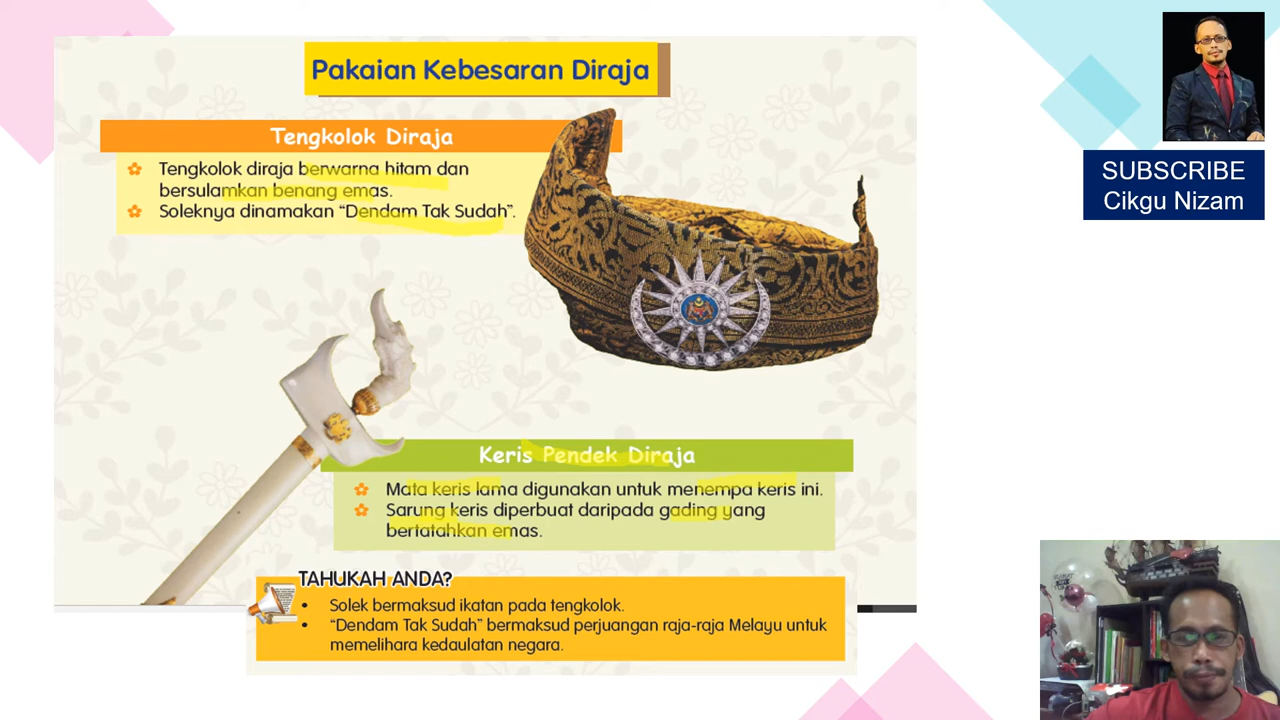 Pakaian Kebesaran Diraja
Tengkolok Diraja
Tengkolok diraja berwarna hitam dan
bersulamkan benang emas.
Soleknya dinamakan “Dendam Tak Sudah”.
Keris Pendek Diraja
Mata keris lama digunakan untuk menempa keris ini.
Sarung keris diperbuat daripada gading yang
bertatahkan emas.
TAHUKAH ANDA?
• Solek bermaksud ikatan pada tengkolok.
• “Dendam Tak Sudah” bermaksud perjuangan raja-raja Melayu untuk
memelihara kedaulatan negara.
SUBSCRIBE
Cikgu Nizam